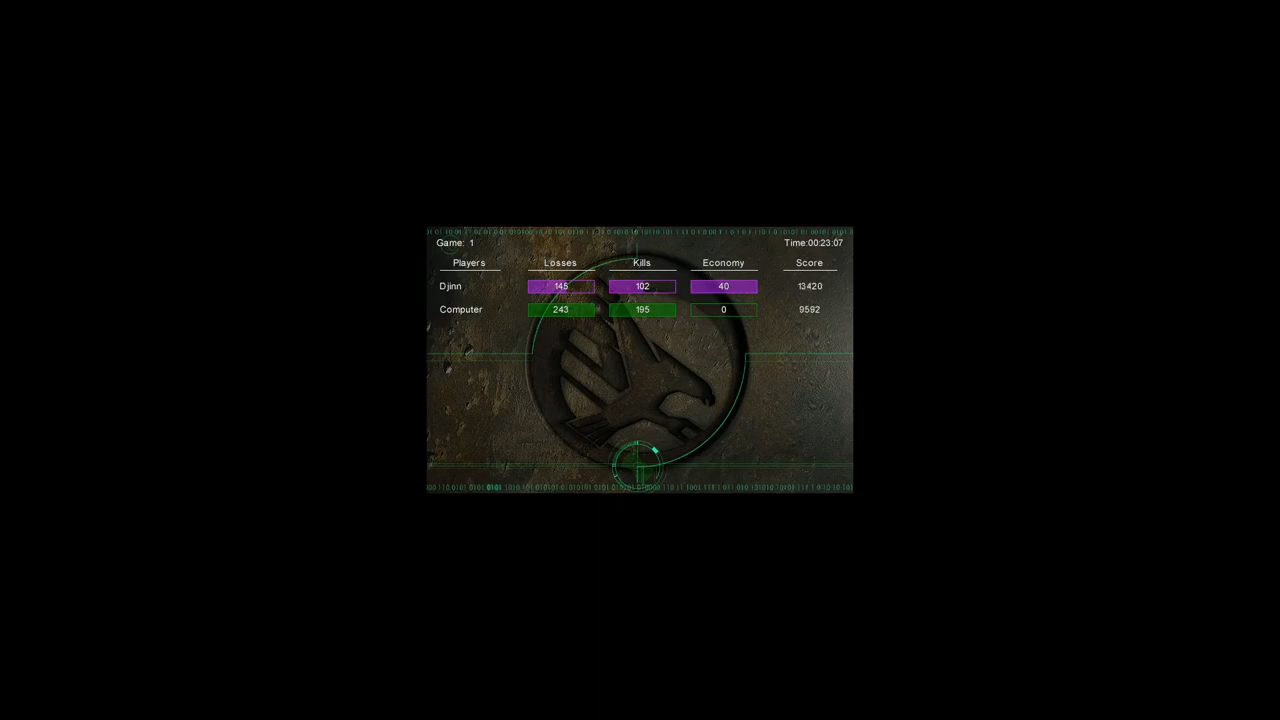 Game: 1 Time:00:23:07
Players Losses Kills Economy Score
Djinn 145 102 40 13420
Computer 243 195 0 9592